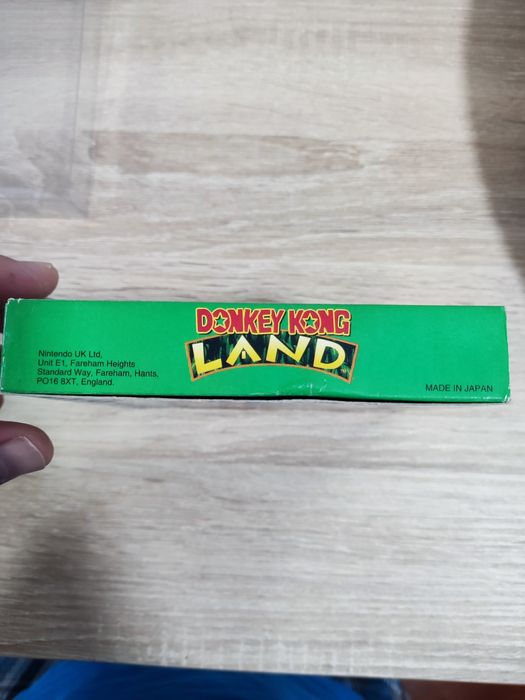 DONKEY KONG
LAND
Nintendo UK Ltd,
Unit E1, Fareham Heights
Standard Way, Fareham, Hants,
PO16 8XT, England.
MADE IN JAPAN